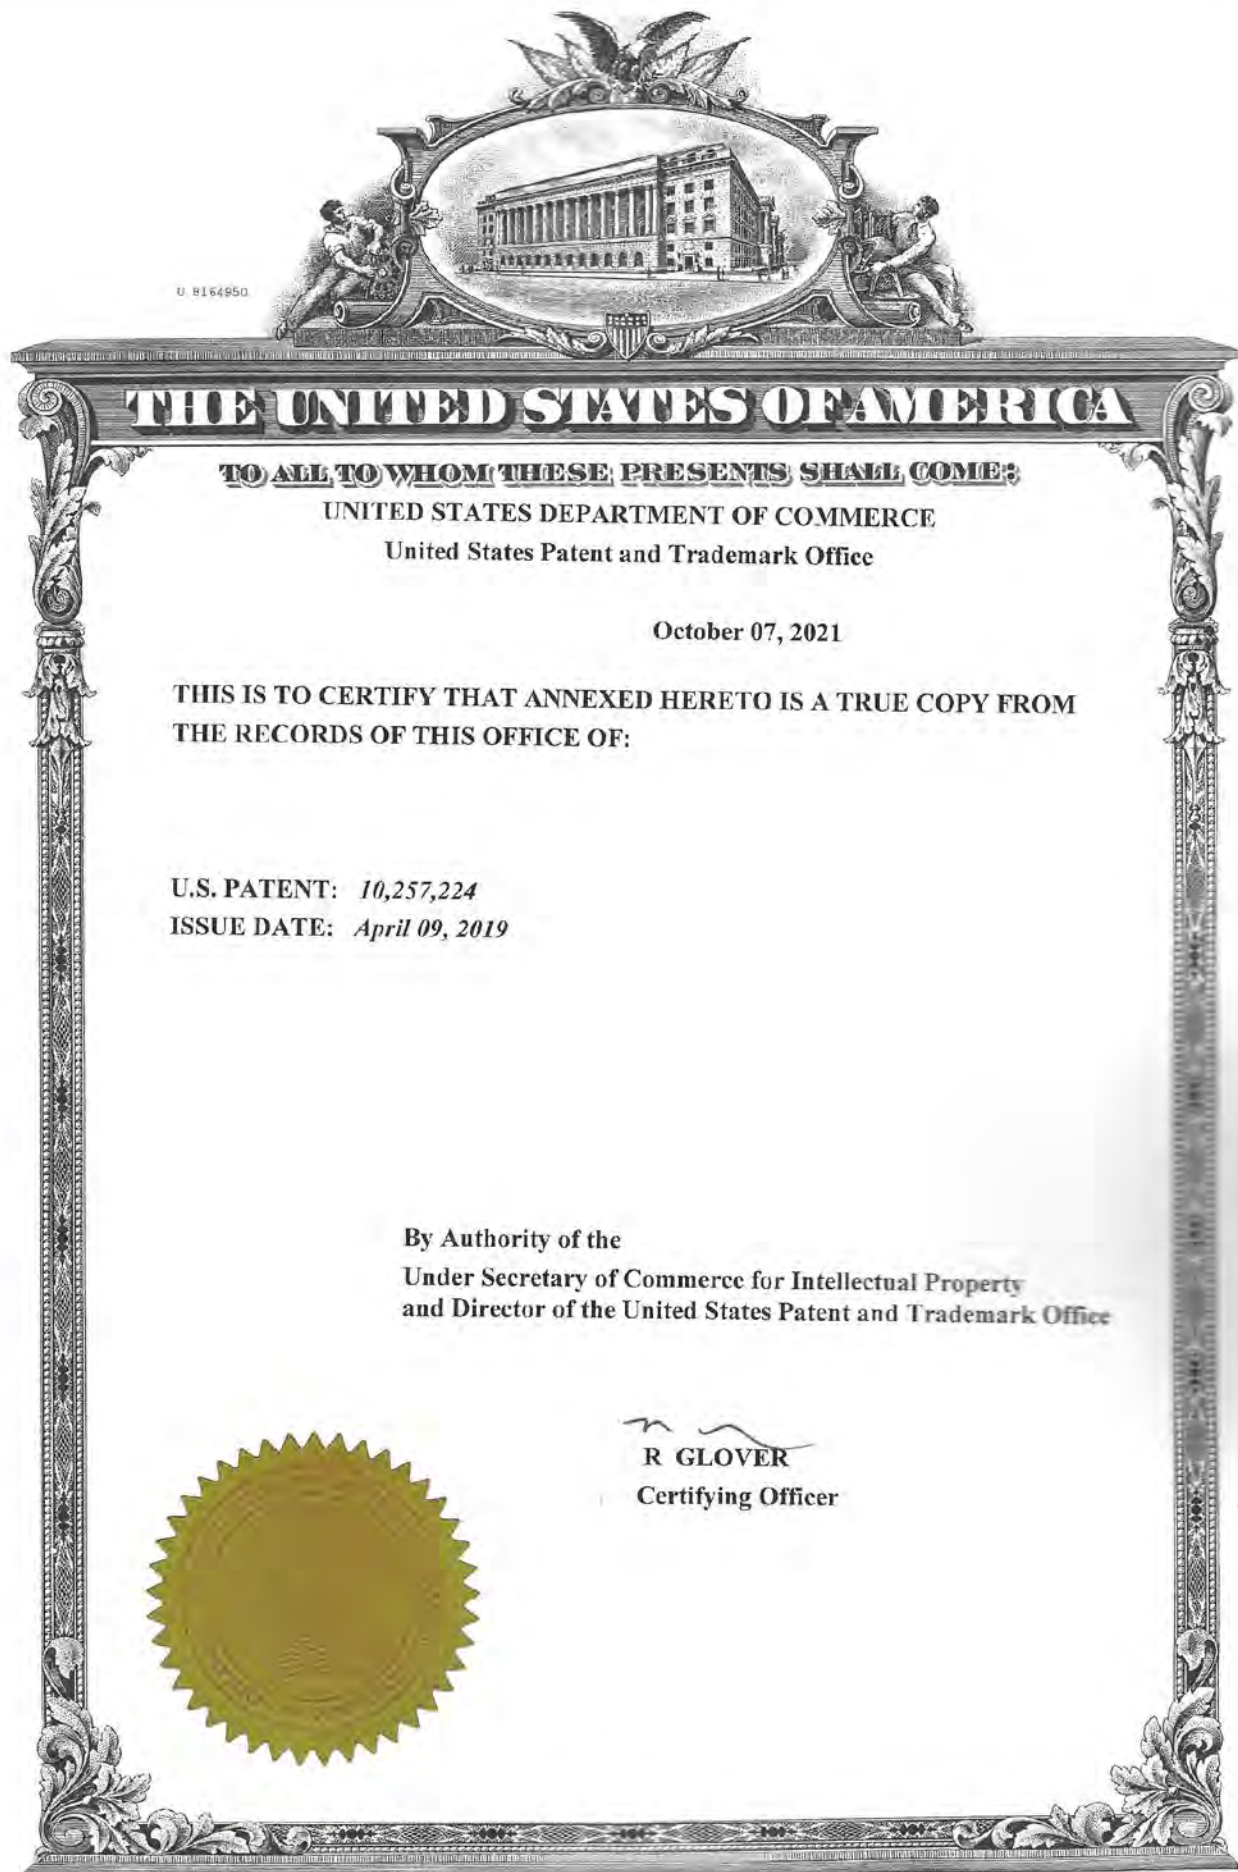 U 8164950
THE UNITED STATES OF AMERICA
TO ALL TO WHOM THESE PRESENTS SHALL COME:
UNITED STATES DEPARTMENT OF COMMERCE
United States Patent and Trademark Office
October 07, 2021
THIS IS TO CERTIFY THAT ANNEXED HERETO IS A TRUE COPY FROM
THE RECORDS OF THIS OFFICE OF:
U.S. PATENT: 10,257,224
ISSUE DATE: April 09, 2019
By Authority of the
Under Secretary of Commerce for Intellectual Property
and Director of the United States Patent and Trademark Office
R GLOVER
Certifying Officer